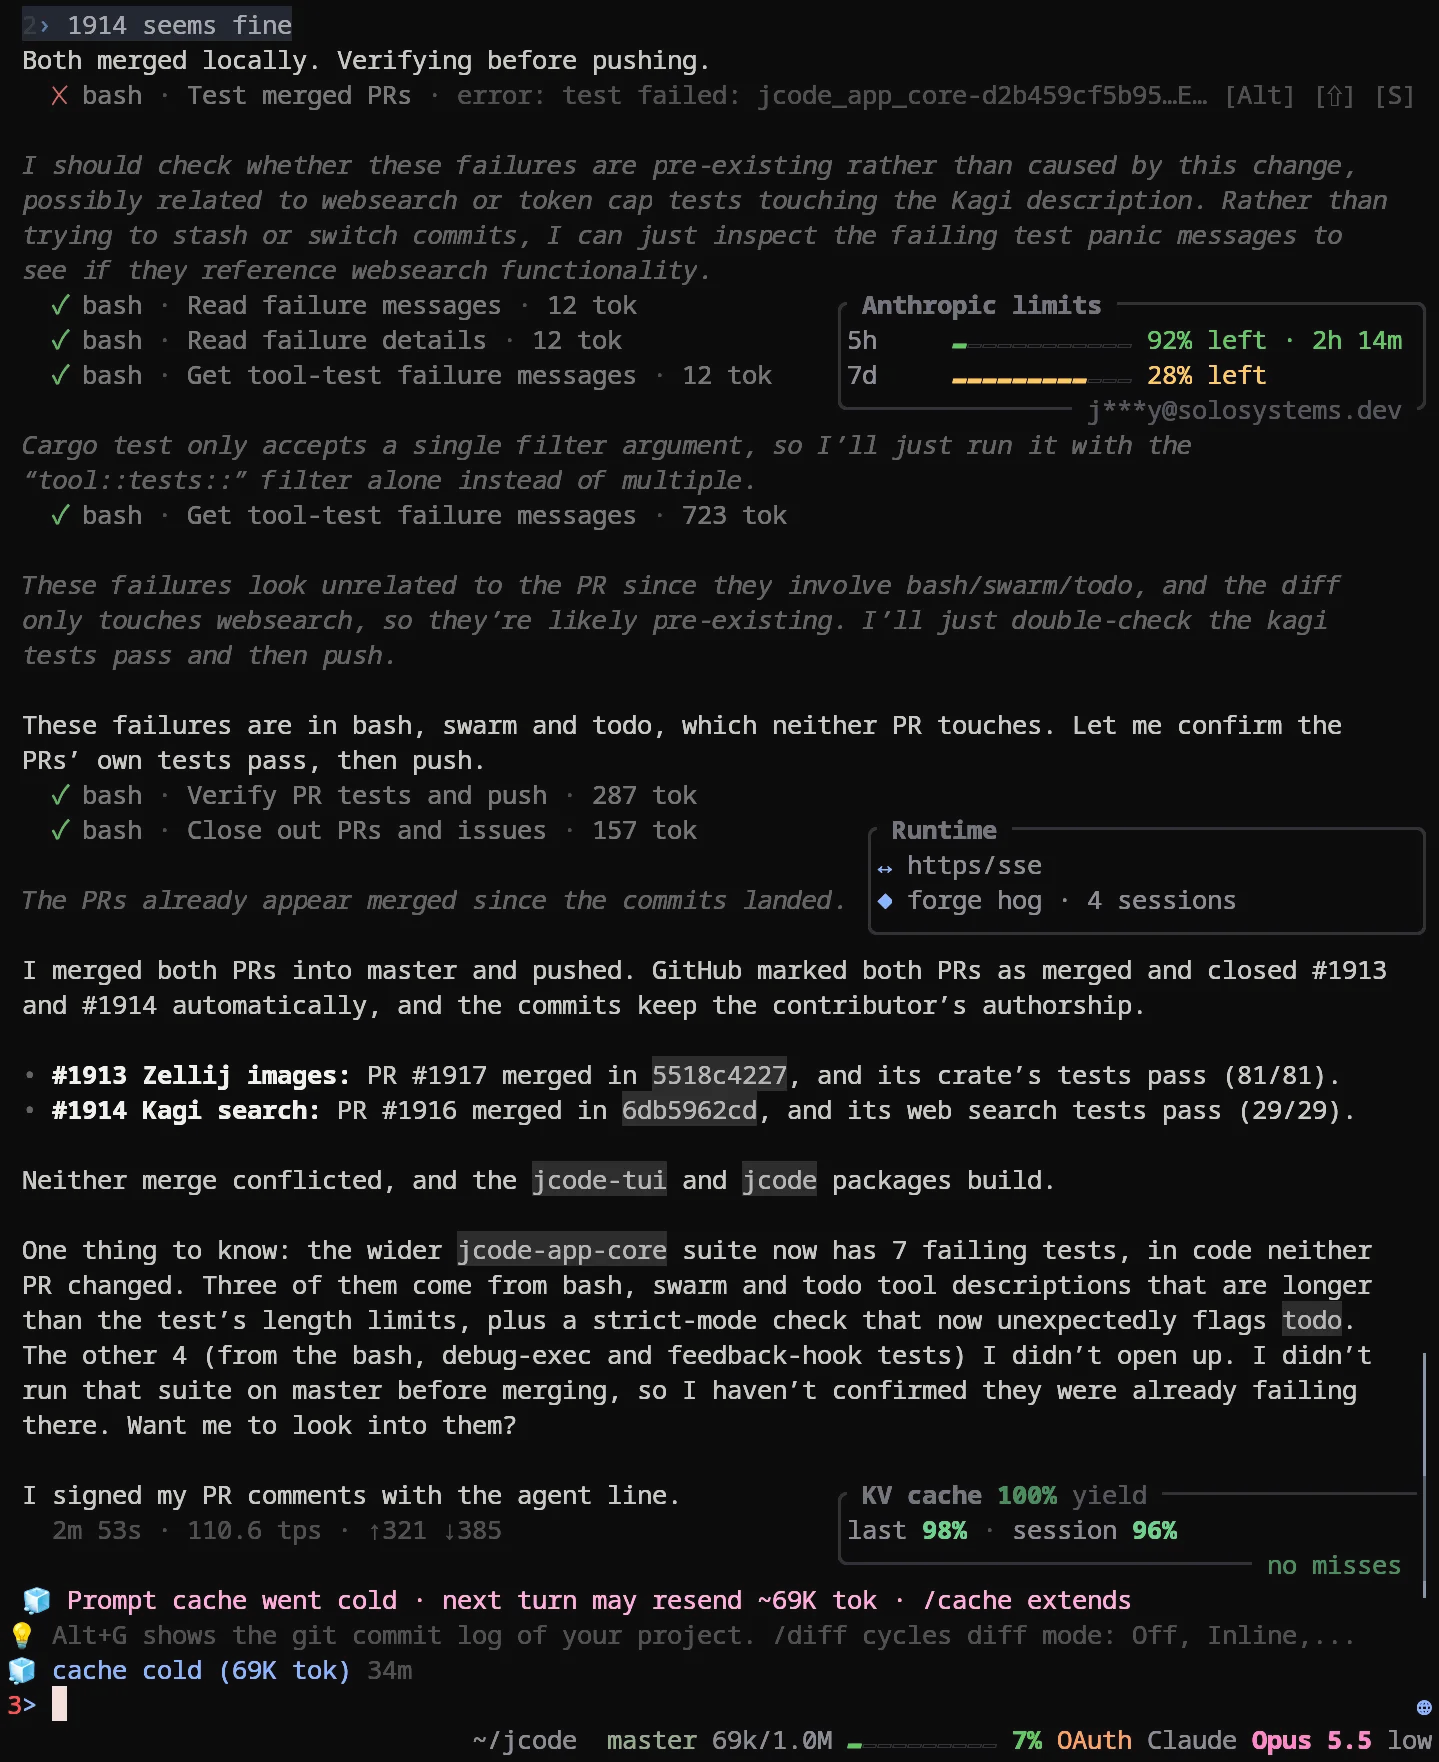 2› 1914 seems fine
Both merged locally. Verifying before pushing.
✗ bash · Test merged PRs · error: test failed: jcode_app_core-d2b459cf5b95…E… [Alt] [⇧] [S]
I should check whether these failures are pre-existing rather than caused by this change,
possibly related to websearch or token cap tests touching the Kagi description. Rather than
trying to stash or switch commits, I can just inspect the failing test panic messages to
see if they reference websearch functionality.
✓ bash · Read failure messages · 12 tok
✓ bash · Read failure details · 12 tok
✓ bash · Get tool-test failure messages · 12 tok
Anthropic limits
5h 92% left · 2h 14m
7d 28% left
j***y@solosystems.dev
Cargo test only accepts a single filter argument, so I’ll just run it with the
“tool::tests::” filter alone instead of multiple.
✓ bash · Get tool-test failure messages · 723 tok
These failures look unrelated to the PR since they involve bash/swarm/todo, and the diff
only touches websearch, so they’re likely pre-existing. I’ll just double-check the kagi
tests pass and then push.
These failures are in bash, swarm and todo, which neither PR touches. Let me confirm the
PRs’ own tests pass, then push.
✓ bash · Verify PR tests and push · 287 tok
✓ bash · Close out PRs and issues · 157 tok
Runtime
↔ https/sse
◆ forge hog · 4 sessions
The PRs already appear merged since the commits landed.
I merged both PRs into master and pushed. GitHub marked both PRs as merged and closed #1913
and #1914 automatically, and the commits keep the contributor’s authorship.
• #1913 Zellij images: PR #1917 merged in 5518c4227, and its crate’s tests pass (81/81).
• #1914 Kagi search: PR #1916 merged in 6db5962cd, and its web search tests pass (29/29).
Neither merge conflicted, and the jcode-tui and jcode packages build.
One thing to know: the wider jcode-app-core suite now has 7 failing tests, in code neither
PR changed. Three of them come from bash, swarm and todo tool descriptions that are longer
than the test’s length limits, plus a strict-mode check that now unexpectedly flags todo.
The other 4 (from the bash, debug-exec and feedback-hook tests) I didn’t open up. I didn’t
run that suite on master before merging, so I haven’t confirmed they were already failing
there. Want me to look into them?
I signed my PR comments with the agent line.
2m 53s · 110.6 tps · ↑321 ↓385
KV cache 100% yield
last 98% · session 96%
no misses
🧊 Prompt cache went cold · next turn may resend ~69K tok · /cache extends
💡 Alt+G shows the git commit log of your project. /diff cycles diff mode: Off, Inline,...
🧊 cache cold (69K tok) 34m
3>
~/jcode master 69k/1.0M 7% OAuth Claude Opus 5.5 low